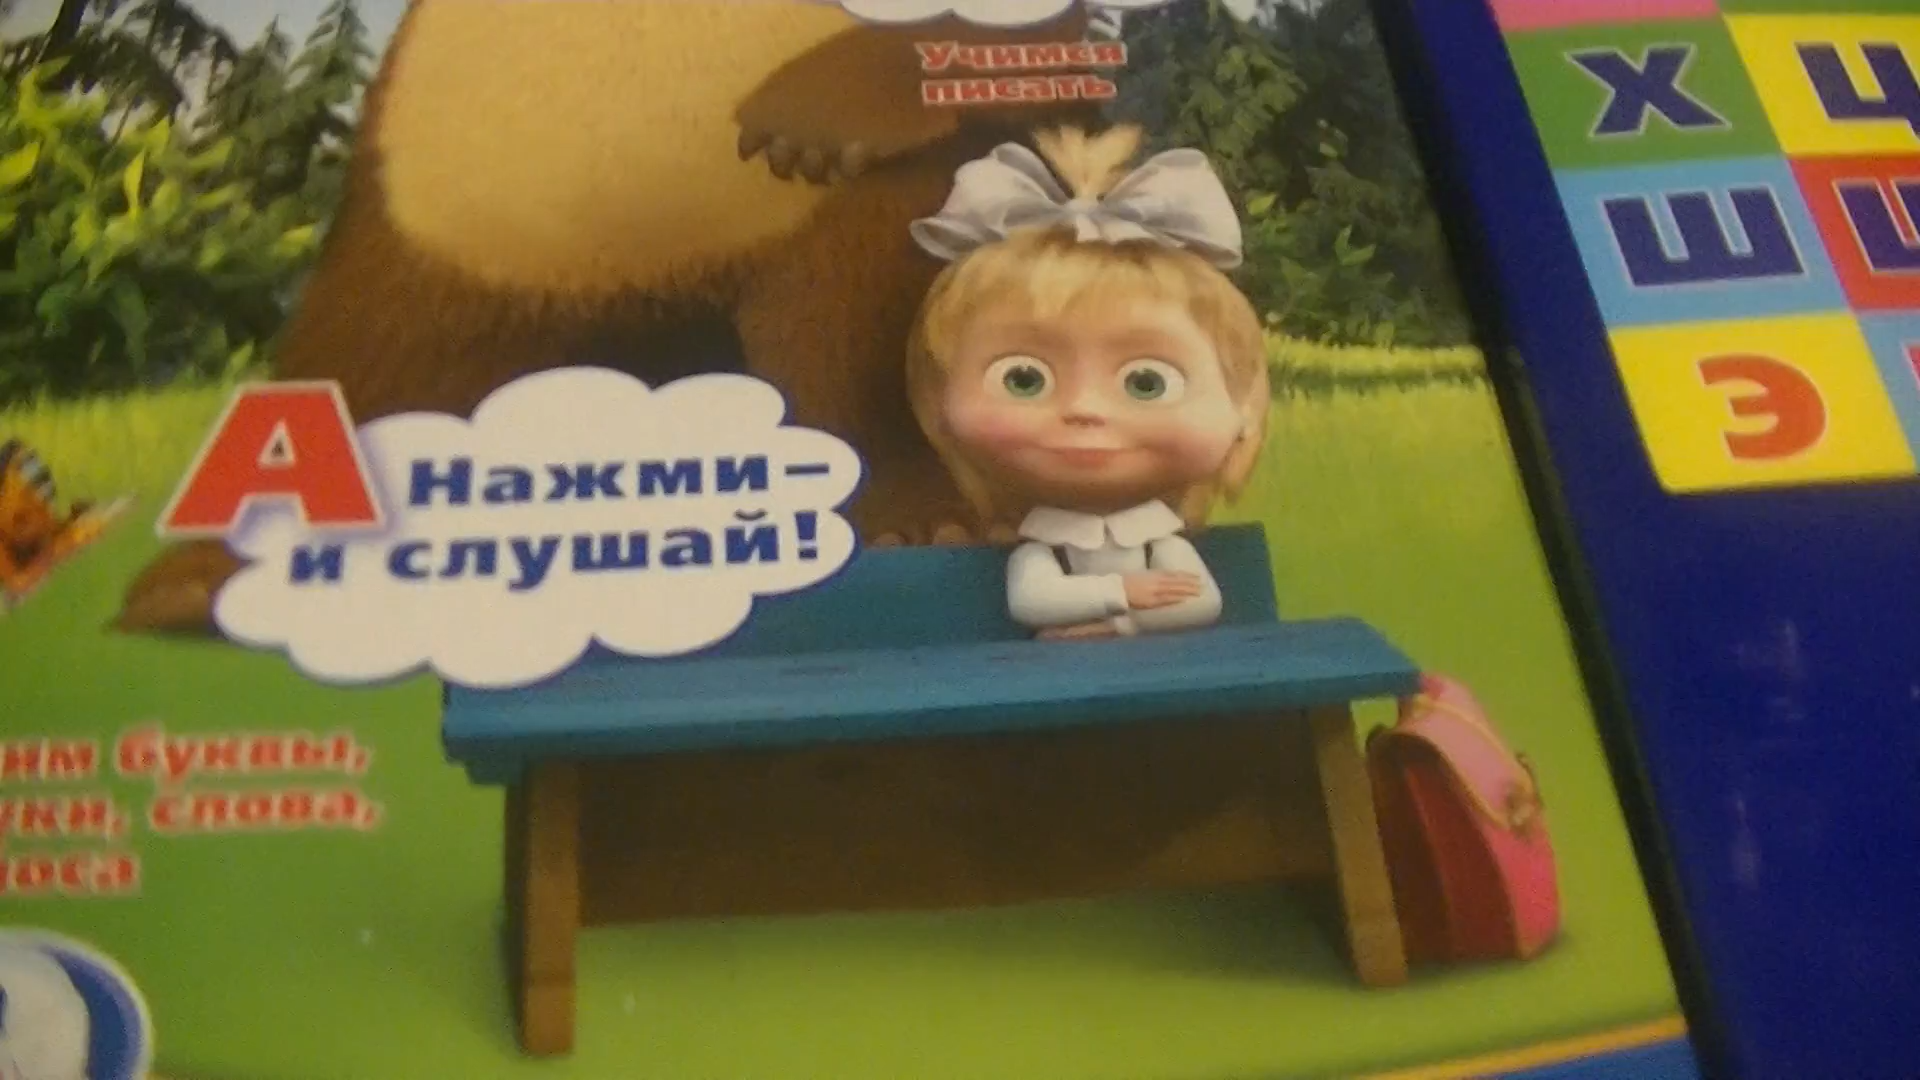 Учимся
писать
Х
Ш
Э
А Нажми–
и слушай!
буквы,
слова,